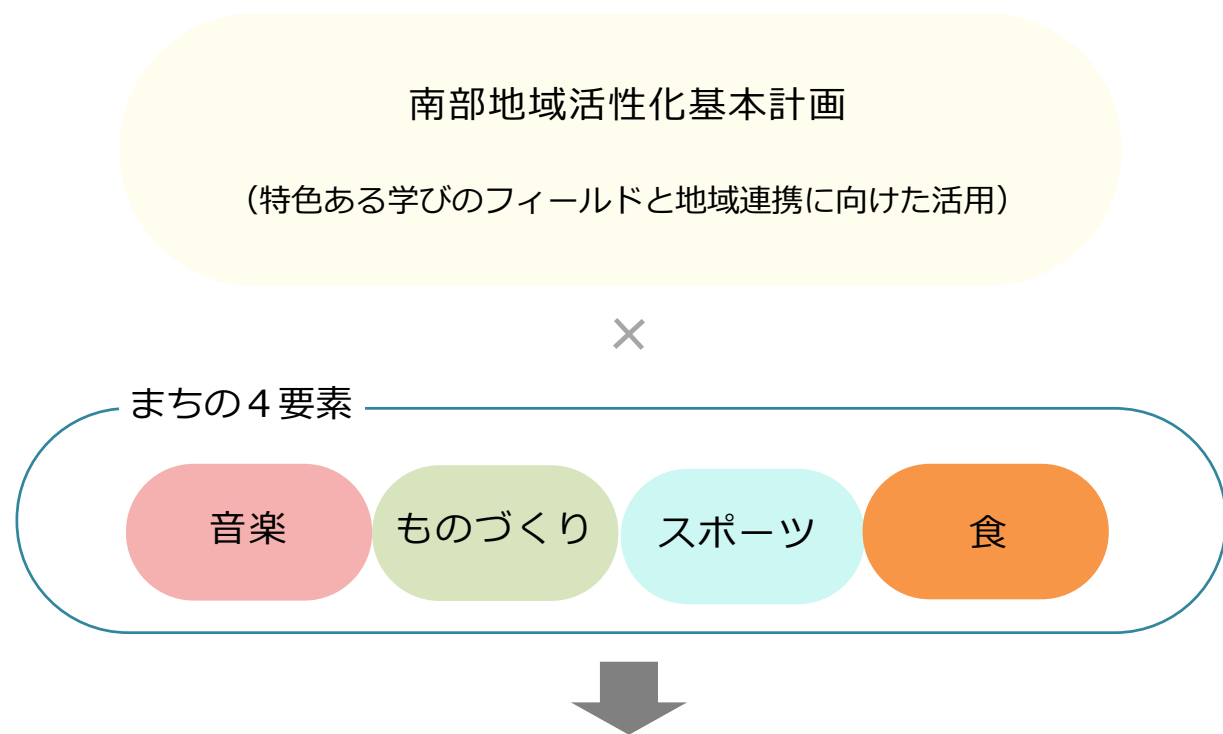 南部地域活性化基本計画
（特色ある学びのフィールドと地域連携に向けた活用）
×
まちの４要素
音楽
ものづくり
スポーツ
食